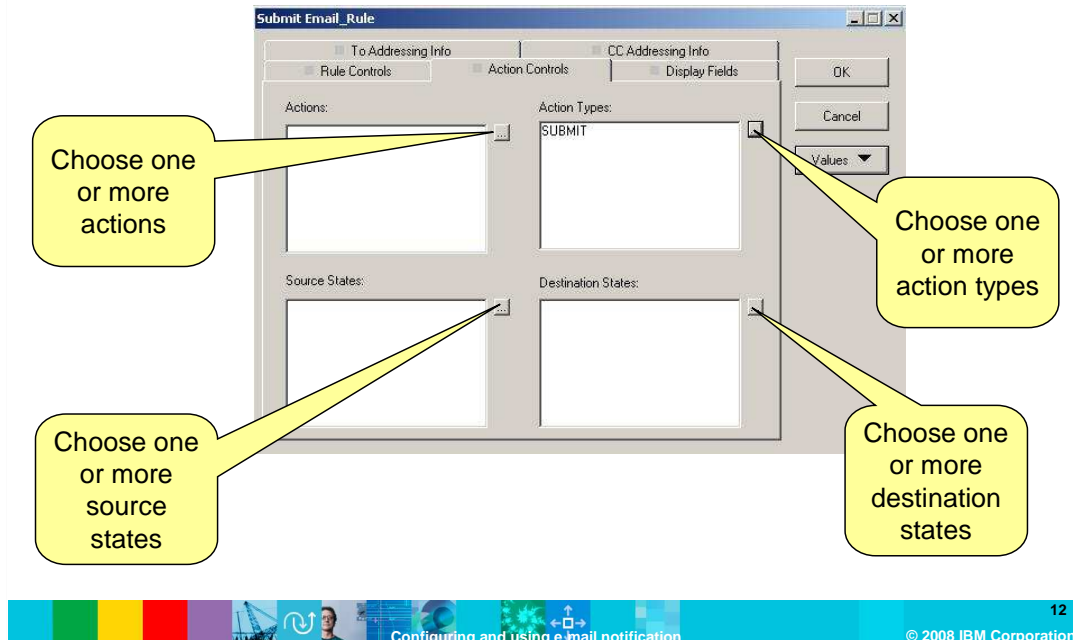 Submit Email_Rule
To Addressing Info
CC Addressing Info
Rule Controls
Action Controls
Display Fields
OK
Cancel
Values
Actions:
...
Action Types:
SUBMIT
...
Source States:
...
Destination States:
...
Choose one
or more
actions
Choose one
or more
action types
Choose one
or more
source
states
Choose one
or more
destination
states
12
Configuring and using e-mail notification
© 2008 IBM Corporation